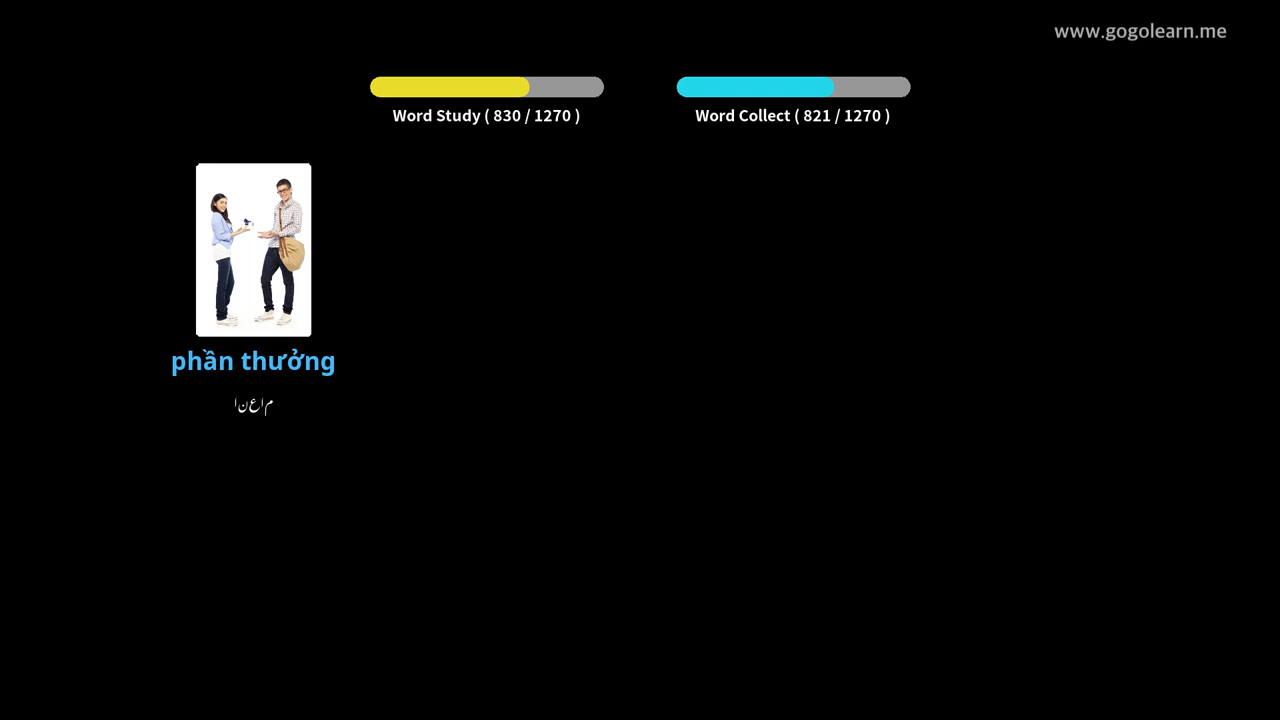 www.gogolearn.me
Word Study ( 830 / 1270 )
Word Collect ( 821 / 1270 )
phần thưởng
انعام